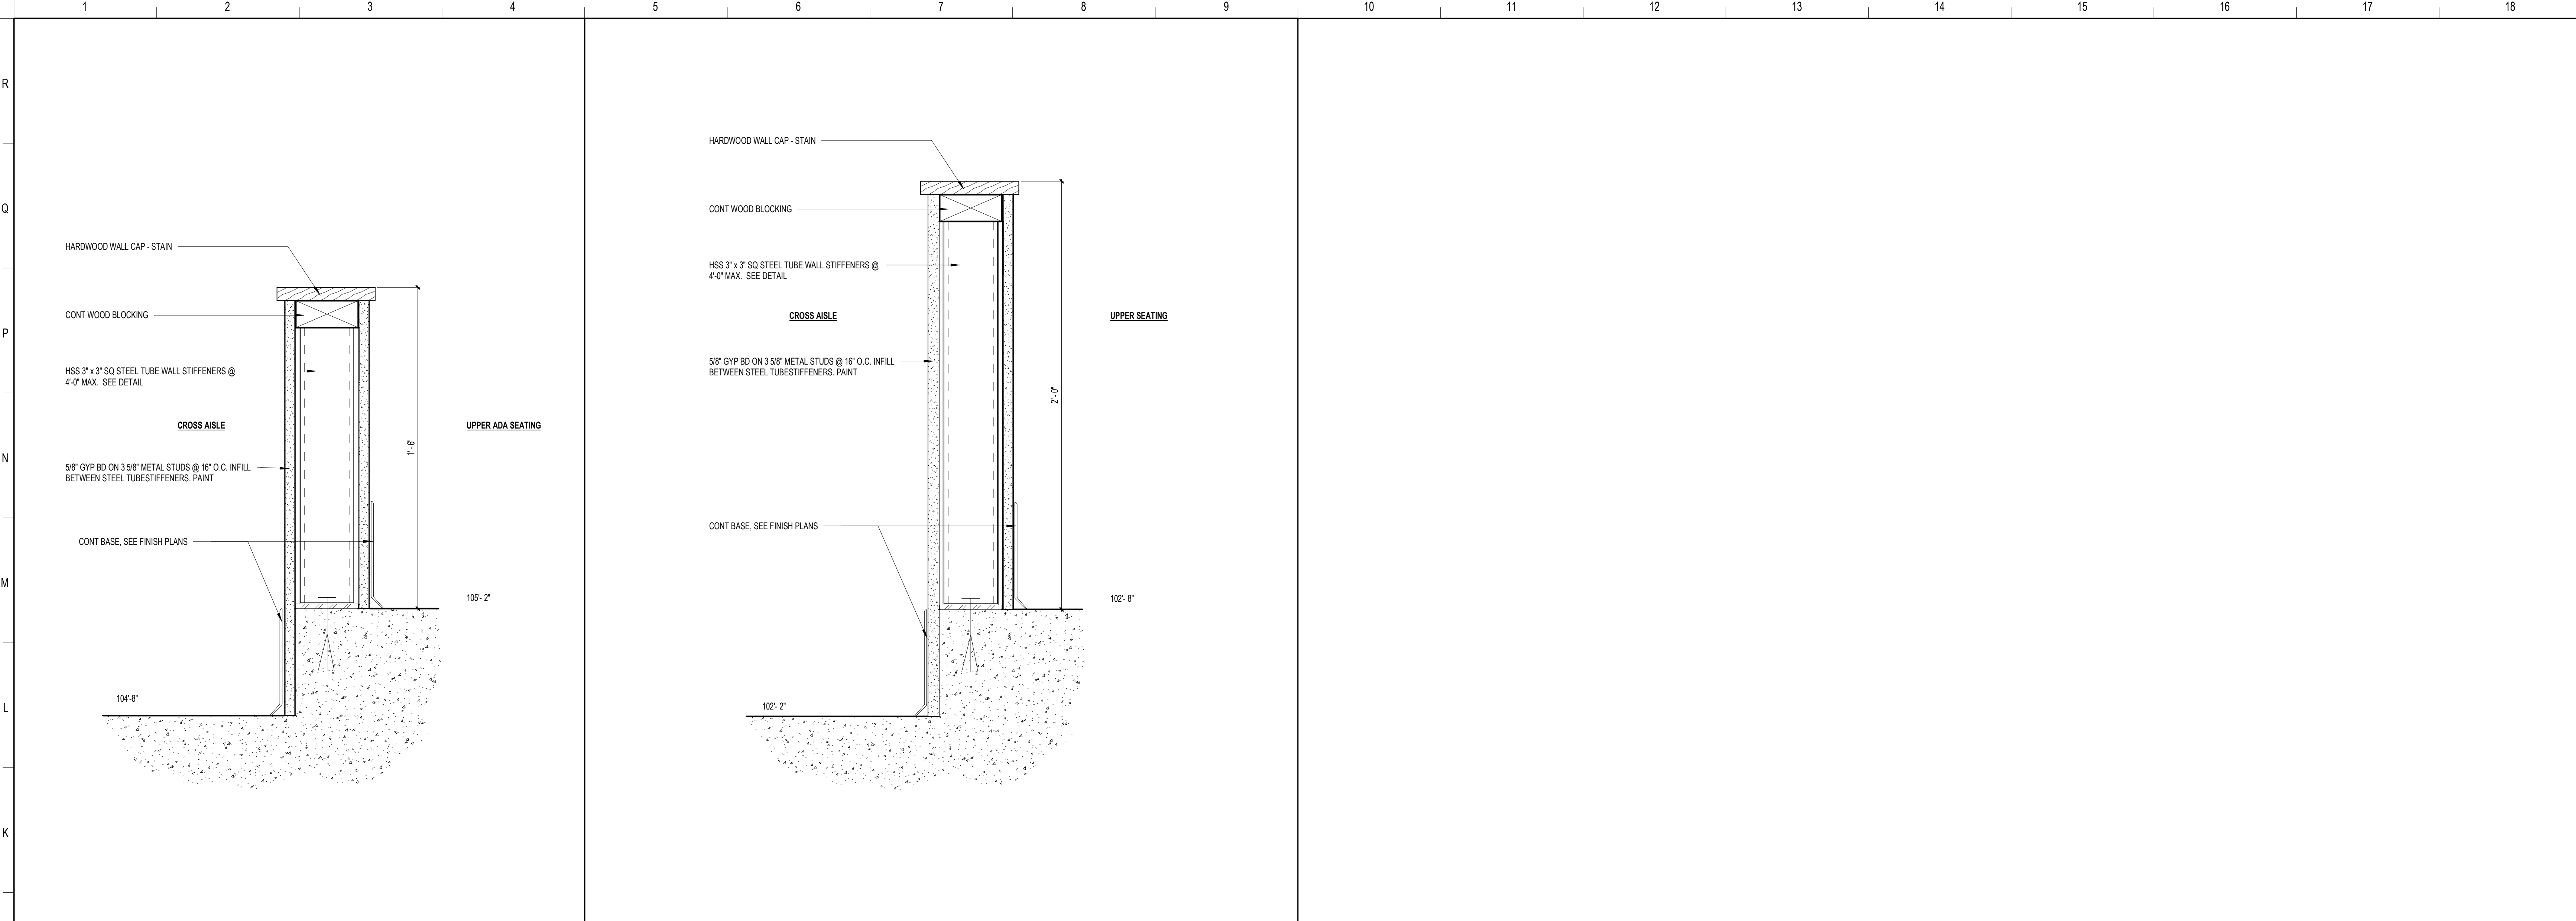 1 2 3 4 5 6 7 8 9 10 11 12 13 14 15 16 17 18
R
Q
P
N
M
L
K
HARDWOOD WALL CAP - STAIN
CONT WOOD BLOCKING
HSS 3" x 3" SQ STEEL TUBE WALL STIFFENERS @
4'-0" MAX. SEE DETAIL
CROSS AISLE
UPPER ADA SEATING
1' - 6"
5/8" GYP BD ON 3 5/8" METAL STUDS @ 16" O.C. INFILL
BETWEEN STEEL TUBESTIFFENERS. PAINT
CONT BASE, SEE FINISH PLANS
105'- 2"
104'-8"
HARDWOOD WALL CAP - STAIN
CONT WOOD BLOCKING
HSS 3" x 3" SQ STEEL TUBE WALL STIFFENERS @
4'-0" MAX. SEE DETAIL
CROSS AISLE
UPPER SEATING
5/8" GYP BD ON 3 5/8" METAL STUDS @ 16" O.C. INFILL
BETWEEN STEEL TUBESTIFFENERS. PAINT
2' - 0"
CONT BASE, SEE FINISH PLANS
102'- 8"
102'- 2"